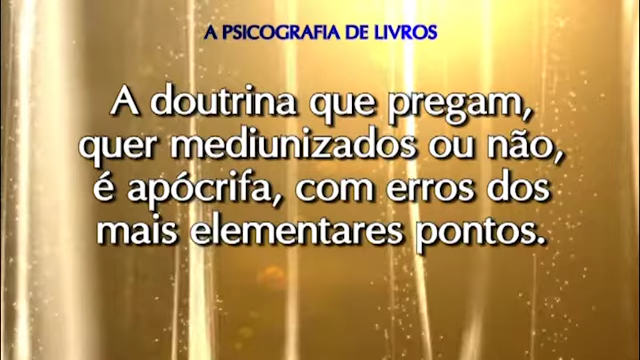 A PSICOGRAFIA DE LIVROS
A doutrina que pregam,
quer mediunizados ou não,
é apócrifa, com erros dos
mais elementares pontos.